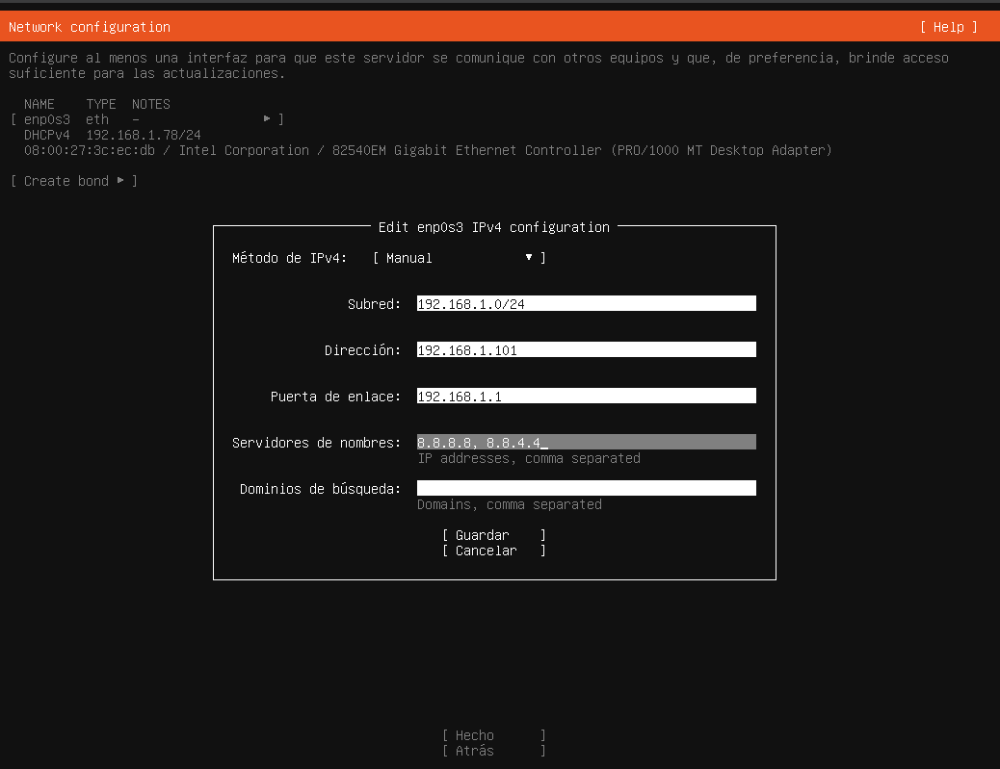 Network configuration [ Help ]
Configure al menos una interfaz para que este servidor se comunique con otros equipos y que, de preferencia, brinde acceso
suficiente para las actualizaciones.
NAME TYPE NOTES
[ enp0s3 eth - ▸ ]
DHCPv4 192.168.1.78/24
08:00:27:3c:ec:db / Intel Corporation / 82540EM Gigabit Ethernet Controller (PRO/1000 MT Desktop Adapter)
[ Create bond ▸ ]
Edit enp0s3 IPv4 configuration
Método de IPv4: [ Manual ▾ ]
Subred: 192.168.1.0/24
Dirección: 192.168.1.101
Puerta de enlace: 192.168.1.1
Servidores de nombres: 8.8.8.8, 8.8.4.4_
IP addresses, comma separated
Dominios de búsqueda:
Domains, comma separated
[ Guardar ]
[ Cancelar ]
[ Hecho ]
[ Atrás ]